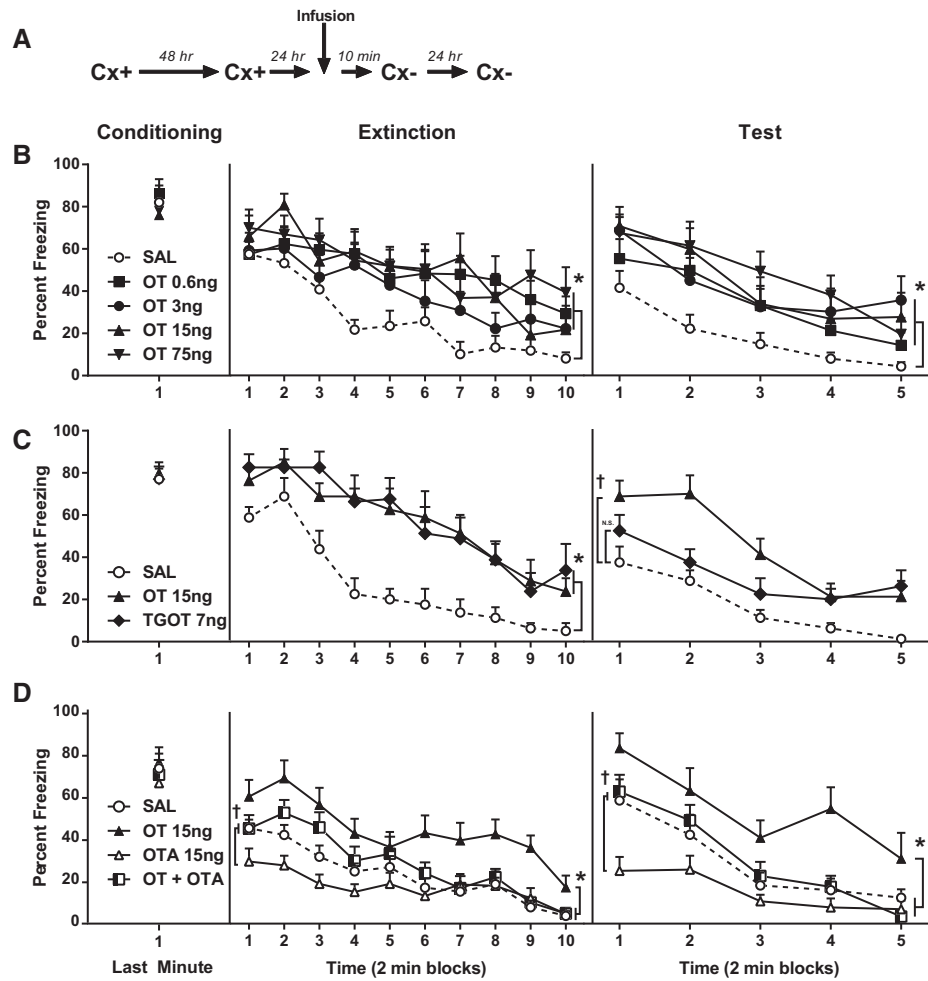 Infusion
A
Cx+ 48 hr Cx+ 24 hr 10 min Cx- 24 hr Cx-
Conditioning Extinction Test
B
Percent Freezing
100
80
60
40
20
0
SAL
OT 0.6ng
OT 3ng
OT 15ng
OT 75ng
*
*
1 1 2 3 4 5 6 7 8 9 10 1 2 3 4 5
C
Percent Freezing
100
80
60
40
20
0
SAL
OT 15ng
TGOT 7ng
*
†
N.S.
1 1 2 3 4 5 6 7 8 9 10 1 2 3 4 5
D
Percent Freezing
100
80
60
40
20
0
SAL
OT 15ng
OTA 15ng
OT + OTA
†
*
†
*
1 1 2 3 4 5 6 7 8 9 10 1 2 3 4 5
Last Minute Time (2 min blocks) Time (2 min blocks)